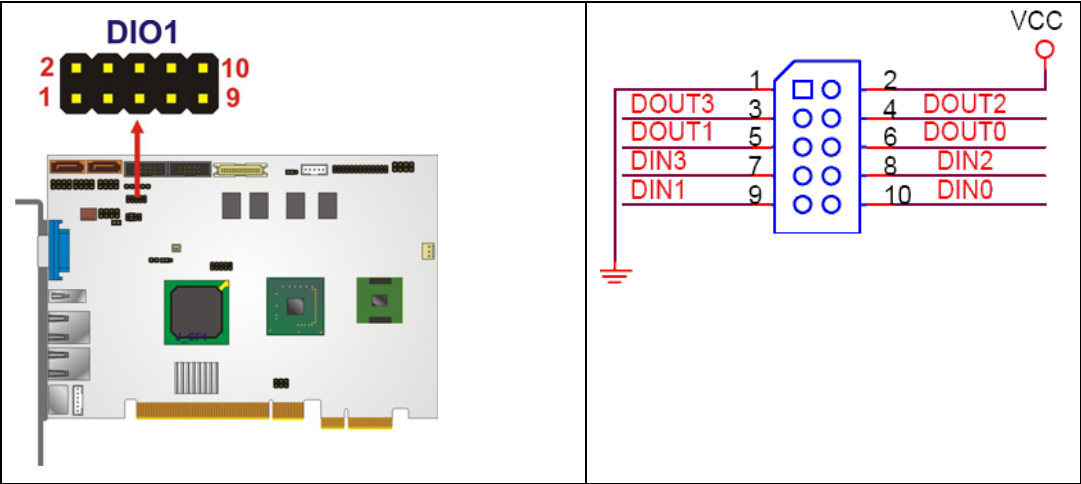 DIO1
2 10
1 9
VCC
1 2
DOUT3 3 4 DOUT2
DOUT1 5 6 DOUT0
DIN3 7 8 DIN2
DIN1 9 10 DIN0